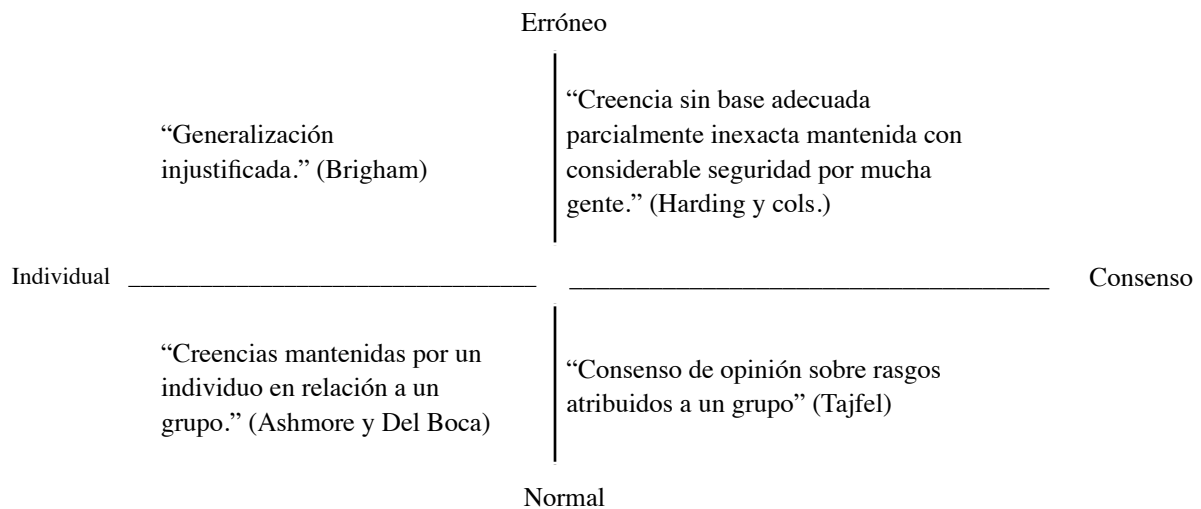 Erróneo
“Generalización
injustificada.” (Brigham)
“Creencia sin base adecuada
parcialmente inexacta mantenida con
considerable seguridad por mucha
gente.” (Harding y cols.)
Individual
Consenso
“Creencias mantenidas por un
individuo en relación a un
grupo.” (Ashmore y Del Boca)
“Consenso de opinión sobre rasgos
atribuidos a un grupo” (Tajfel)
Normal